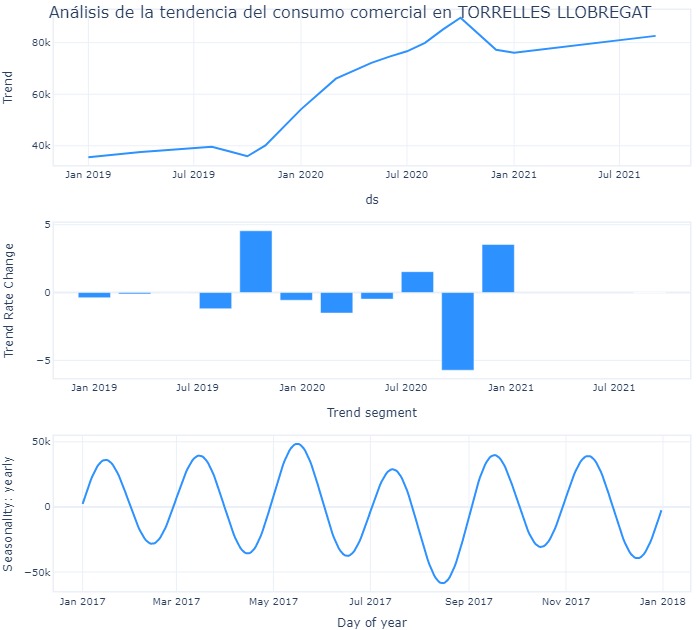 Análisis de la tendencia del consumo comercial en TORRELLES LLOBREGAT
80k
60k
40k
Trend
Jan 2019 Jul 2019 Jan 2020 Jul 2020 Jan 2021 Jul 2021
ds
5
0
−5
Trend Rate Change
Jan 2019 Jul 2019 Jan 2020 Jul 2020 Jan 2021 Jul 2021
Trend segment
50k
0
−50k
Seasonality: yearly
Jan 2017 Mar 2017 May 2017 Jul 2017 Sep 2017 Nov 2017 Jan 2018
Day of year